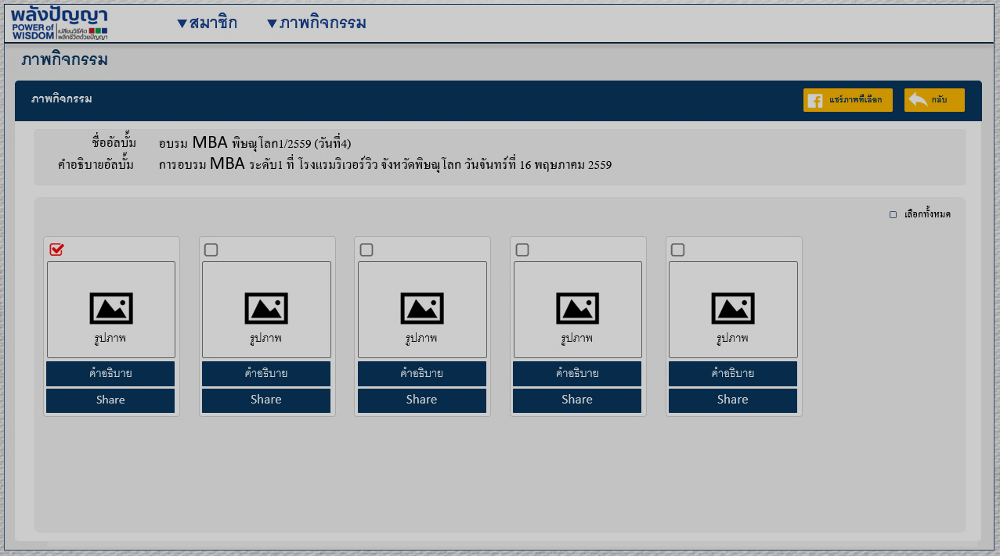 พลังปัญญา
POWER of
WISDOM
เปลี่ยนวิธีคิด
พลิกชีวิตด้วยปัญญา
▼สมาชิก ▼ภาพกิจกรรม
ภาพกิจกรรม
ภาพกิจกรรม แชร์ภาพที่เลือก กลับ
ชื่ออัลบั้ม อบรม MBA พิษณุโลก1/2559 (วันที่4)
คำอธิบายอัลบั้ม การอบรม MBA ระดับ1 ที่ โรงแรมริเวอร์วิว จังหวัดพิษณุโลก วันจันทร์ที่ 16 พฤษภาคม 2559
เลือกทั้งหมด
รูปภาพ รูปภาพ รูปภาพ รูปภาพ รูปภาพ
คำอธิบาย คำอธิบาย คำอธิบาย คำอธิบาย คำอธิบาย
Share Share Share Share Share